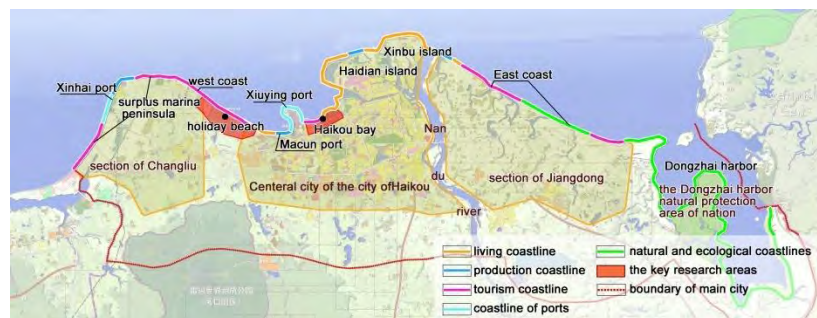 Xinbu island
Haidian island
Xinhai port
west coast
Xiuying port
East coast
surplus marina
peninsula
holiday beach
Haikou bay
Macun port
Nan
du
river
section of Changliu
Centeral city of the city ofHaikou
section of Jiangdong
Dongzhai harbor
the Dongzhai harbor
natural protection
area of nation
living coastline
production coastline
tourism coastline
coastline of ports
natural and ecological coastlines
the key research areas
boundary of main city